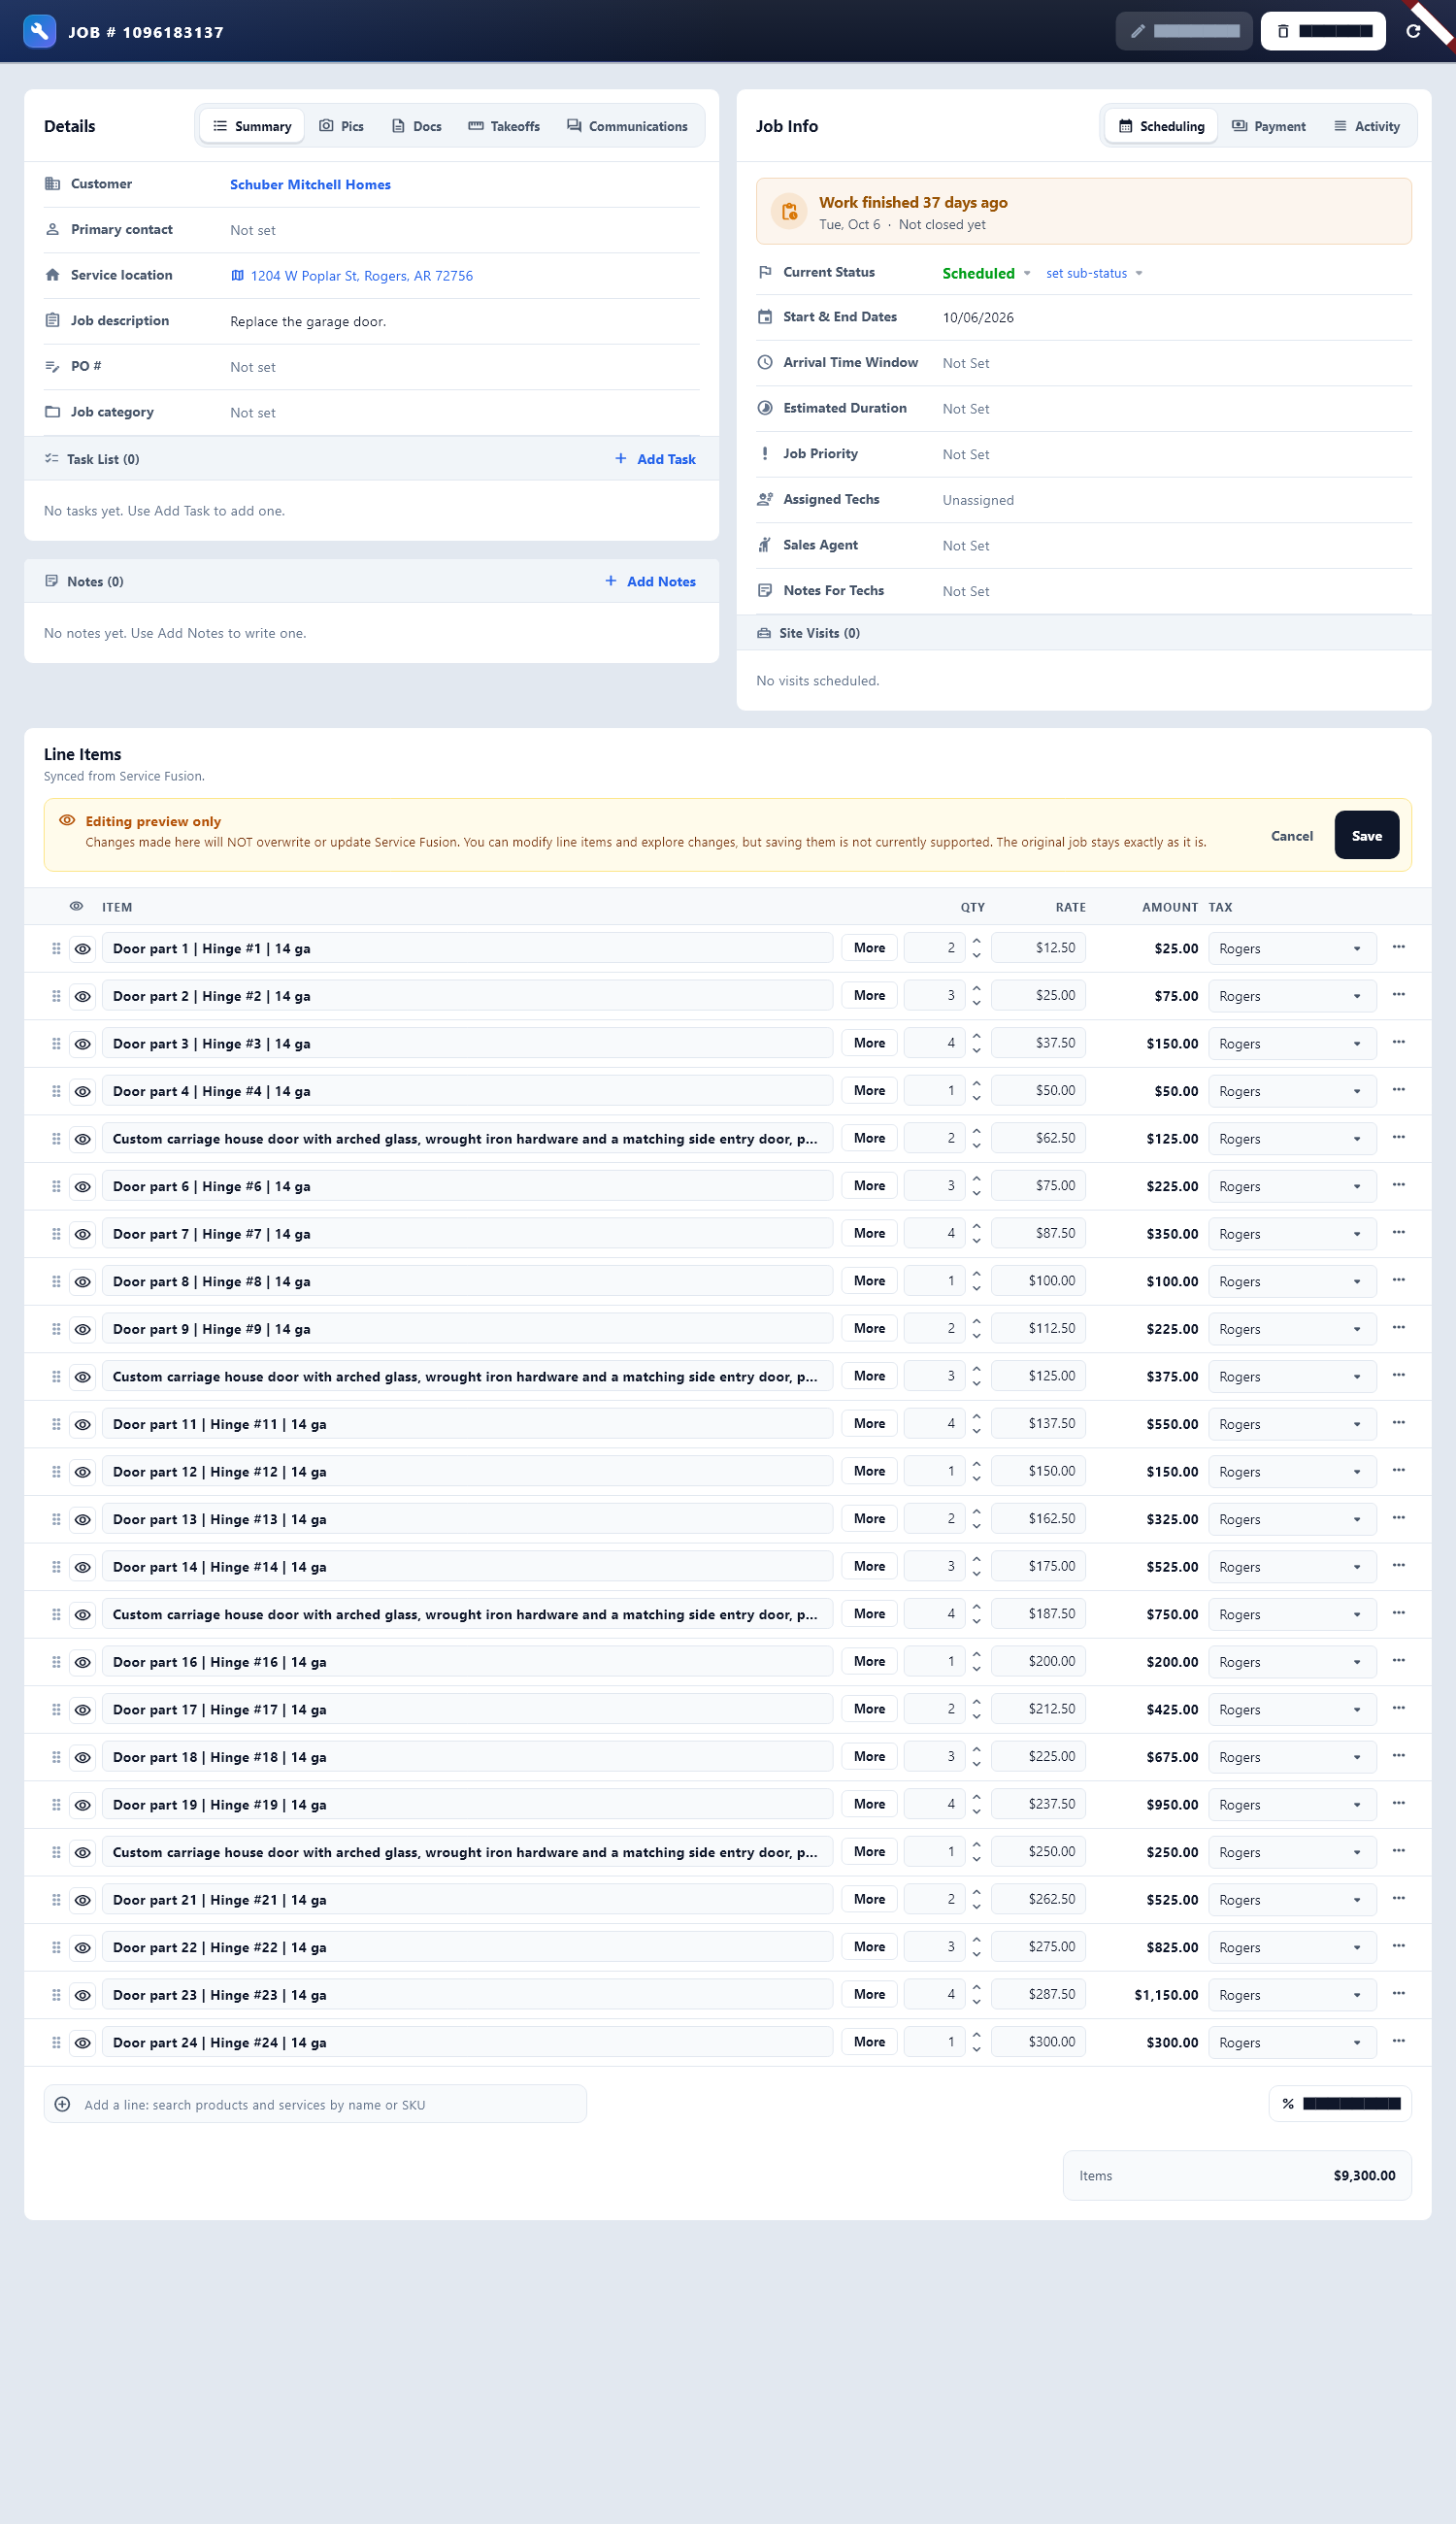 JOB # 1096183137
Details
Summary
Pics
Docs
Takeoffs
Communications
Customer
Schuber Mitchell Homes
Primary contact
Not set
Service location
1204 W Poplar St, Rogers, AR 72756
Job description
Replace the garage door.
PO #
Not set
Job category
Not set
Task List (0)
Add Task
No tasks yet. Use Add Task to add one.
Notes (0)
Add Notes
No notes yet. Use Add Notes to write one.
Job Info
Scheduling
Payment
Activity
Work finished 37 days ago
Tue, Oct 6 · Not closed yet
Current Status
Scheduled
set sub-status
Start & End Dates
10/06/2026
Arrival Time Window
Not Set
Estimated Duration
Not Set
Job Priority
Not Set
Assigned Techs
Unassigned
Sales Agent
Not Set
Notes For Techs
Not Set
Site Visits (0)
No visits scheduled.
Line Items
Synced from Service Fusion.
Editing preview only
Changes made here will NOT overwrite or update Service Fusion. You can modify line items and explore changes, but saving them is not currently supported. The original job stays exactly as it is.
Cancel
Save
ITEM QTY RATE AMOUNT TAX
Door part 1 | Hinge #1 | 14 ga More 2 $12.50 $25.00 Rogers
Door part 2 | Hinge #2 | 14 ga More 3 $25.00 $75.00 Rogers
Door part 3 | Hinge #3 | 14 ga More 4 $37.50 $150.00 Rogers
Door part 4 | Hinge #4 | 14 ga More 1 $50.00 $50.00 Rogers
Custom carriage house door with arched glass, wrought iron hardware and a matching side entry door, p... More 2 $62.50 $125.00 Rogers
Door part 6 | Hinge #6 | 14 ga More 3 $75.00 $225.00 Rogers
Door part 7 | Hinge #7 | 14 ga More 4 $87.50 $350.00 Rogers
Door part 8 | Hinge #8 | 14 ga More 1 $100.00 $100.00 Rogers
Door part 9 | Hinge #9 | 14 ga More 2 $112.50 $225.00 Rogers
Custom carriage house door with arched glass, wrought iron hardware and a matching side entry door, p... More 3 $125.00 $375.00 Rogers
Door part 11 | Hinge #11 | 14 ga More 4 $137.50 $550.00 Rogers
Door part 12 | Hinge #12 | 14 ga More 1 $150.00 $150.00 Rogers
Door part 13 | Hinge #13 | 14 ga More 2 $162.50 $325.00 Rogers
Door part 14 | Hinge #14 | 14 ga More 3 $175.00 $525.00 Rogers
Custom carriage house door with arched glass, wrought iron hardware and a matching side entry door, p... More 4 $187.50 $750.00 Rogers
Door part 16 | Hinge #16 | 14 ga More 1 $200.00 $200.00 Rogers
Door part 17 | Hinge #17 | 14 ga More 2 $212.50 $425.00 Rogers
Door part 18 | Hinge #18 | 14 ga More 3 $225.00 $675.00 Rogers
Door part 19 | Hinge #19 | 14 ga More 4 $237.50 $950.00 Rogers
Custom carriage house door with arched glass, wrought iron hardware and a matching side entry door, p... More 1 $250.00 $250.00 Rogers
Door part 21 | Hinge #21 | 14 ga More 2 $262.50 $525.00 Rogers
Door part 22 | Hinge #22 | 14 ga More 3 $275.00 $825.00 Rogers
Door part 23 | Hinge #23 | 14 ga More 4 $287.50 $1,150.00 Rogers
Door part 24 | Hinge #24 | 14 ga More 1 $300.00 $300.00 Rogers
Add a line: search products and services by name or SKU
%
Items $9,300.00